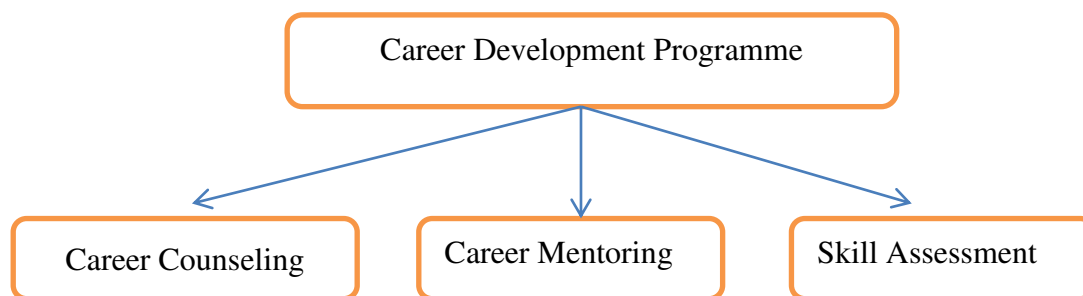 Career Development Programme
Career Counseling
Career Mentoring
Skill Assessment